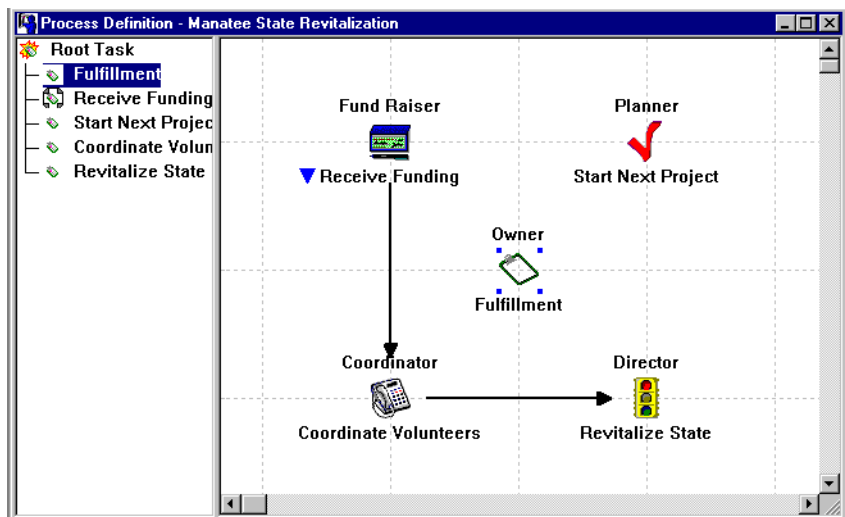 Process Definition - Manatee State Revitalization
Root Task
Fulfillment
Receive Funding
Start Next Projec
Coordinate Volun
Revitalize State
Fund Raiser
Receive Funding
Planner
Start Next Project
Owner
Fulfillment
Coordinator
Coordinate Volunteers
Director
Revitalize State